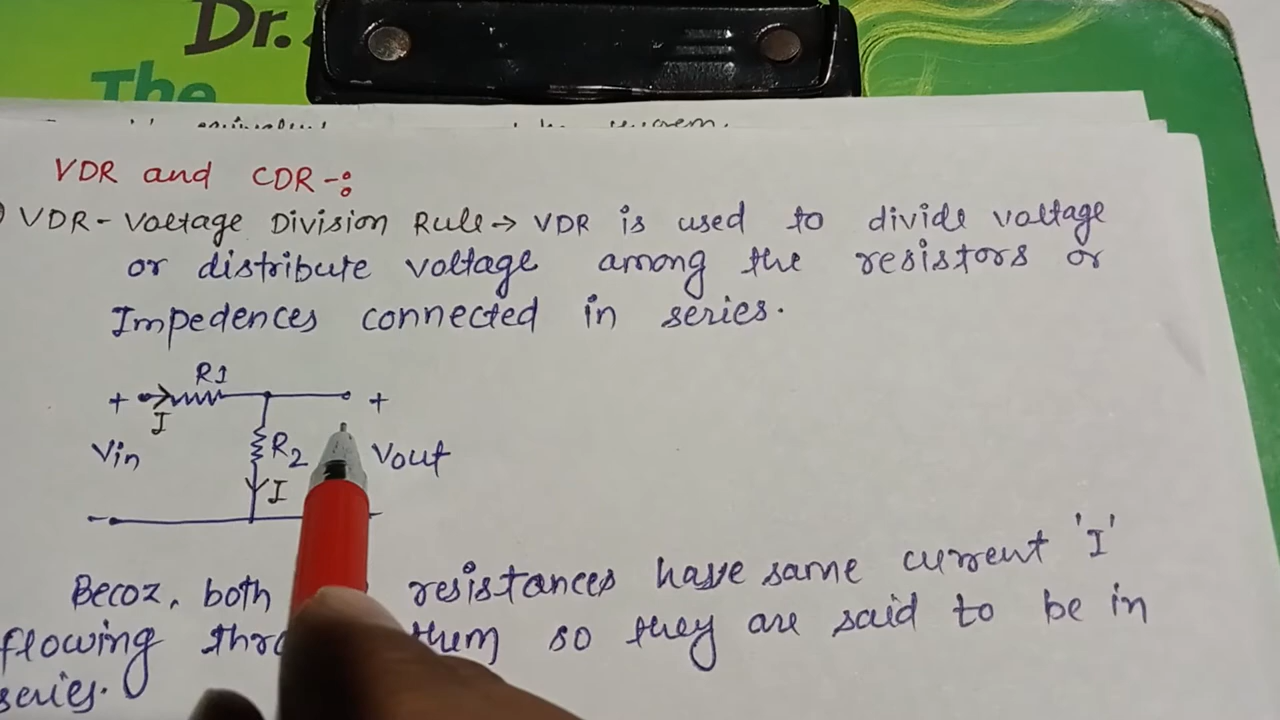 Dr.
The
VDR and CDR-:
VDR - Voltage Division Rule → VDR is used to divide voltage
or distribute voltage among the resistors or
Impedences connected in series.
R1
+ I +
Vin R2 Vout
I
- -
Becoz, both resistances have same current 'I'
flowing them so they are said to be in
series.